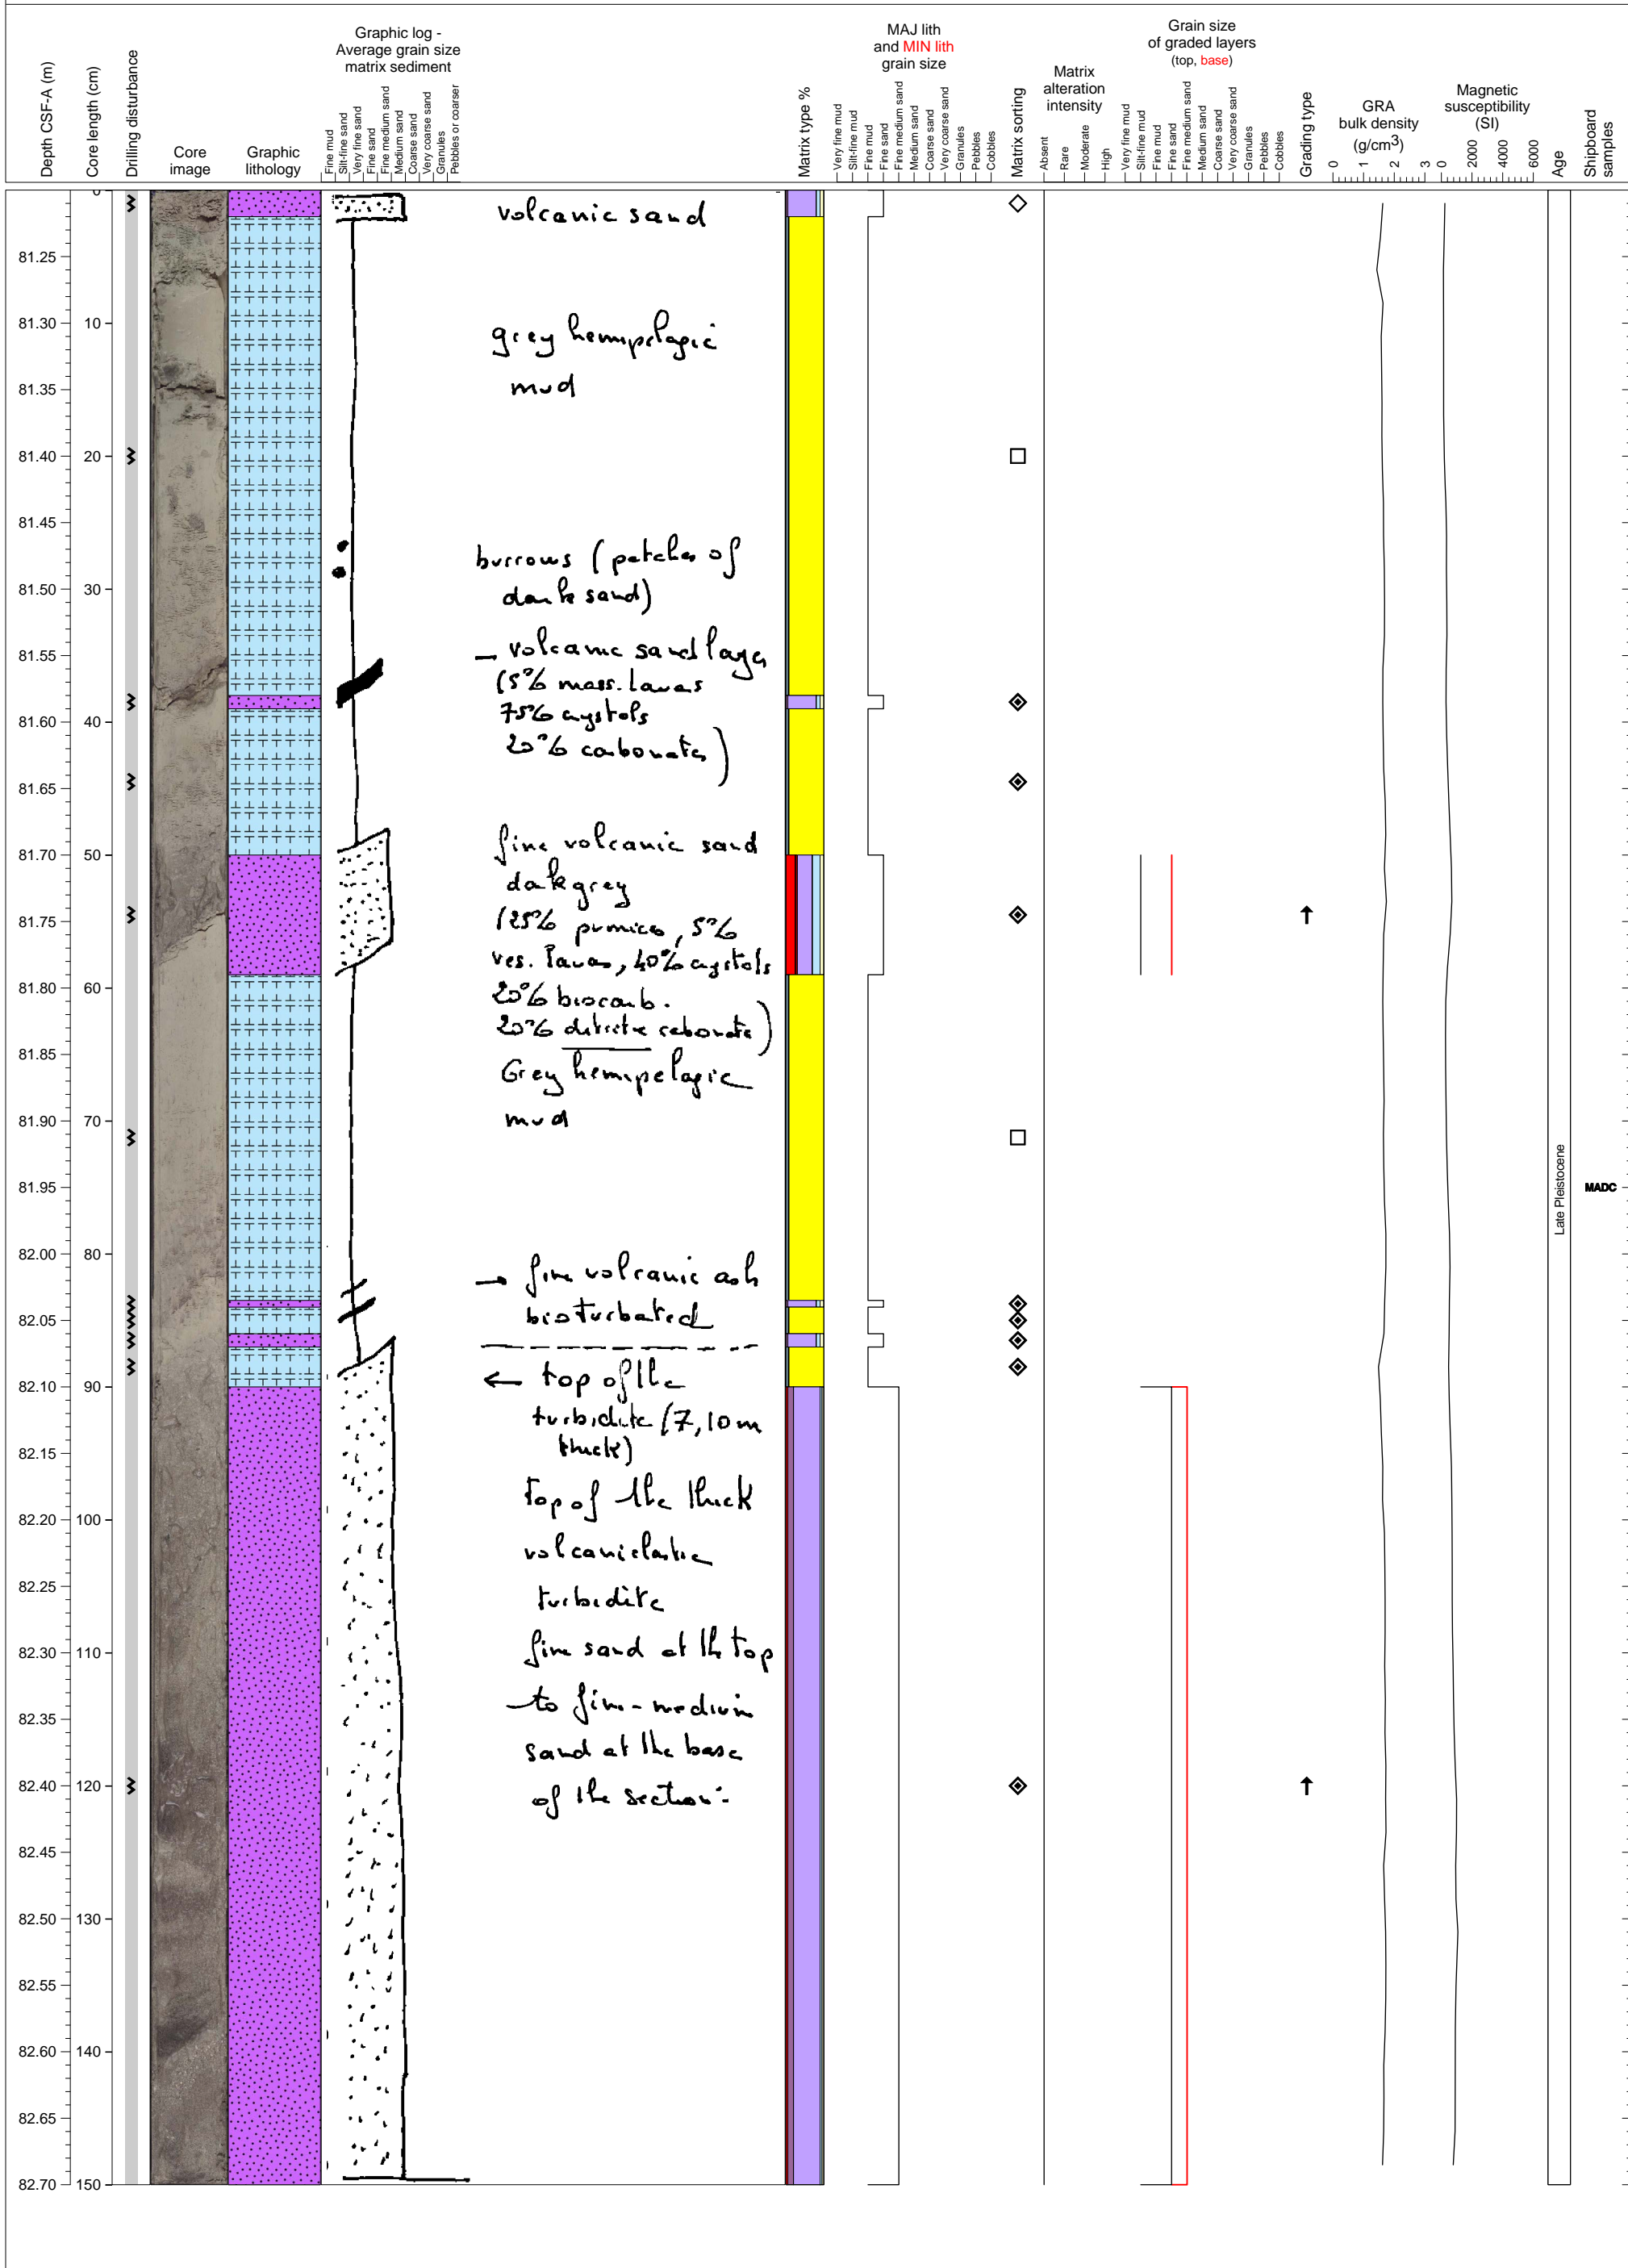 Graphic log -
Average grain size
matrix sediment
MAJ lith
and MIN lith
grain size
Grain size
of graded layers
(top, base)
Matrix
alteration
intensity
GRA
bulk density
(g/cm3)
Magnetic
susceptibility
(SI)
Depth CSF-A (m)
Core length (cm)
Drilling disturbance
Core
image
Graphic
lithology
Fine mud
Silt-fine sand
Very fine sand
Fine sand
Fine medium sand
Medium sand
Coarse sand
Very coarse sand
Granules
Pebbles or coarser
Matrix type %
Very fine mud
Silt-fine mud
Fine mud
Fine sand
Fine medium sand
Medium sand
Coarse sand
Very coarse sand
Granules
Pebbles
Cobbles
Matrix sorting
Absent
Rare
Moderate
High
Very fine mud
Silt-fine mud
Fine mud
Fine sand
Fine medium sand
Medium sand
Coarse sand
Very coarse sand
Granules
Pebbles
Cobbles
Grading type
0 1 2 3
0 2000 4000 6000
Age
Shipboard
samples
0
81.25
81.30 10
81.35
81.40 20
81.45
81.50 30
81.55
81.60 40
81.65
81.70 50
81.75
81.80 60
81.85
81.90 70
81.95
82.00 80
82.05
82.10 90
82.15
82.20 100
82.25
82.30 110
82.35
82.40 120
82.45
82.50 130
82.55
82.60 140
82.65
82.70 150
volcanic sand
grey hemipelagic
mud
burrows (patches of
dark sand)
volcanic sand layer
(5% mass. lavas
75% crystals
20% carbonates)
fine volcanic sand
dark grey
(25% pumices, 5%
ves. lavas, 40% crystals
20% biocarb.
20% carbonate)
Grey hemipelagic
mud
→ fine volcanic ash
bioturbated
← top of the
turbidite (7,10m
thick)
top of the thick
volcaniclastic
turbidite
fine sand at the top
to fine-medium
sand at the base
of the section.
Late Pleistocene
MADC